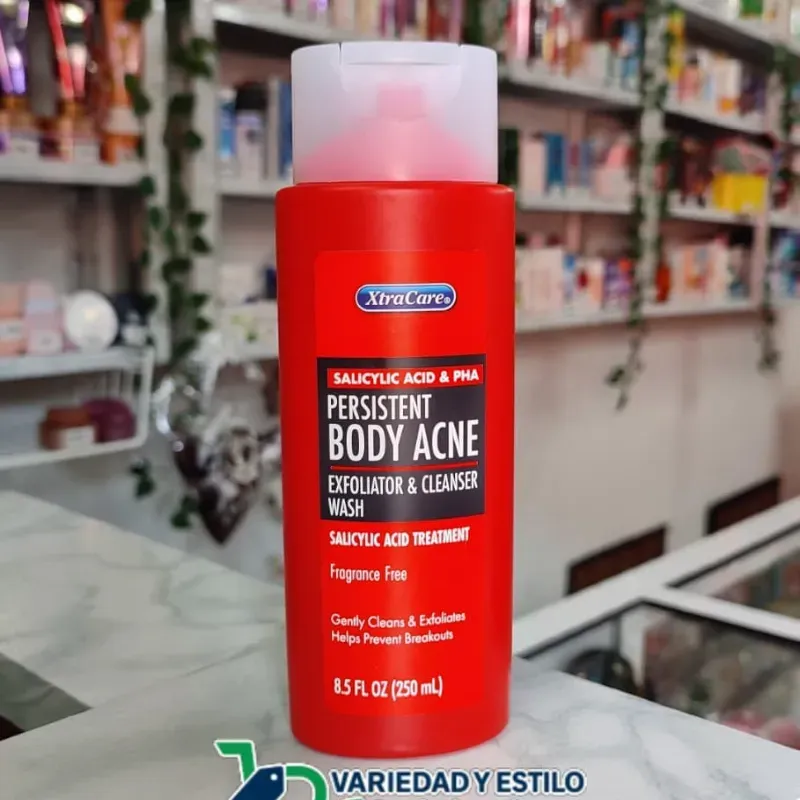 XtraCare®
SALICYLIC ACID & PHA
PERSISTENT
BODY ACNE
EXFOLIATOR & CLEANSER
WASH
SALICYLIC ACID TREATMENT
Fragrance Free
Gently Cleans & Exfoliates
Helps Prevent Breakouts
8.5 FL OZ (250 mL)
VARIEDAD Y ESTILO